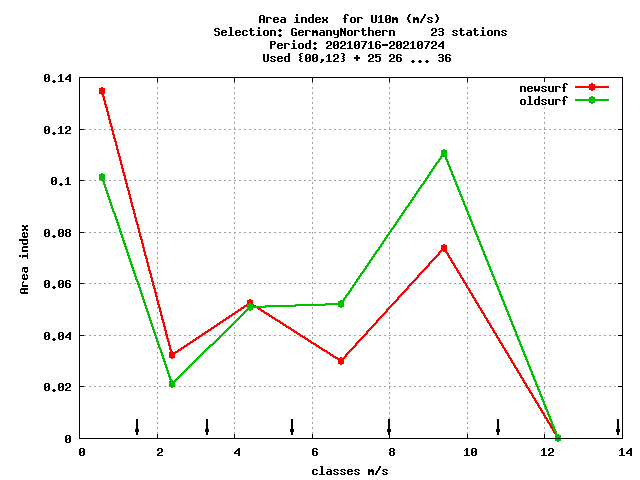 Area index  for U10m (m/s)
Selection: GermanyNorthern     23 stations
Period: 20210716-20210724
Used {00,12} + 25 26 ... 36
newsurf
oldsurf
0.14
0.12
0.1
0.08
0.06
0.04
0.02
0
Area index
0 2 4 6 8 10 12 14
classes m/s